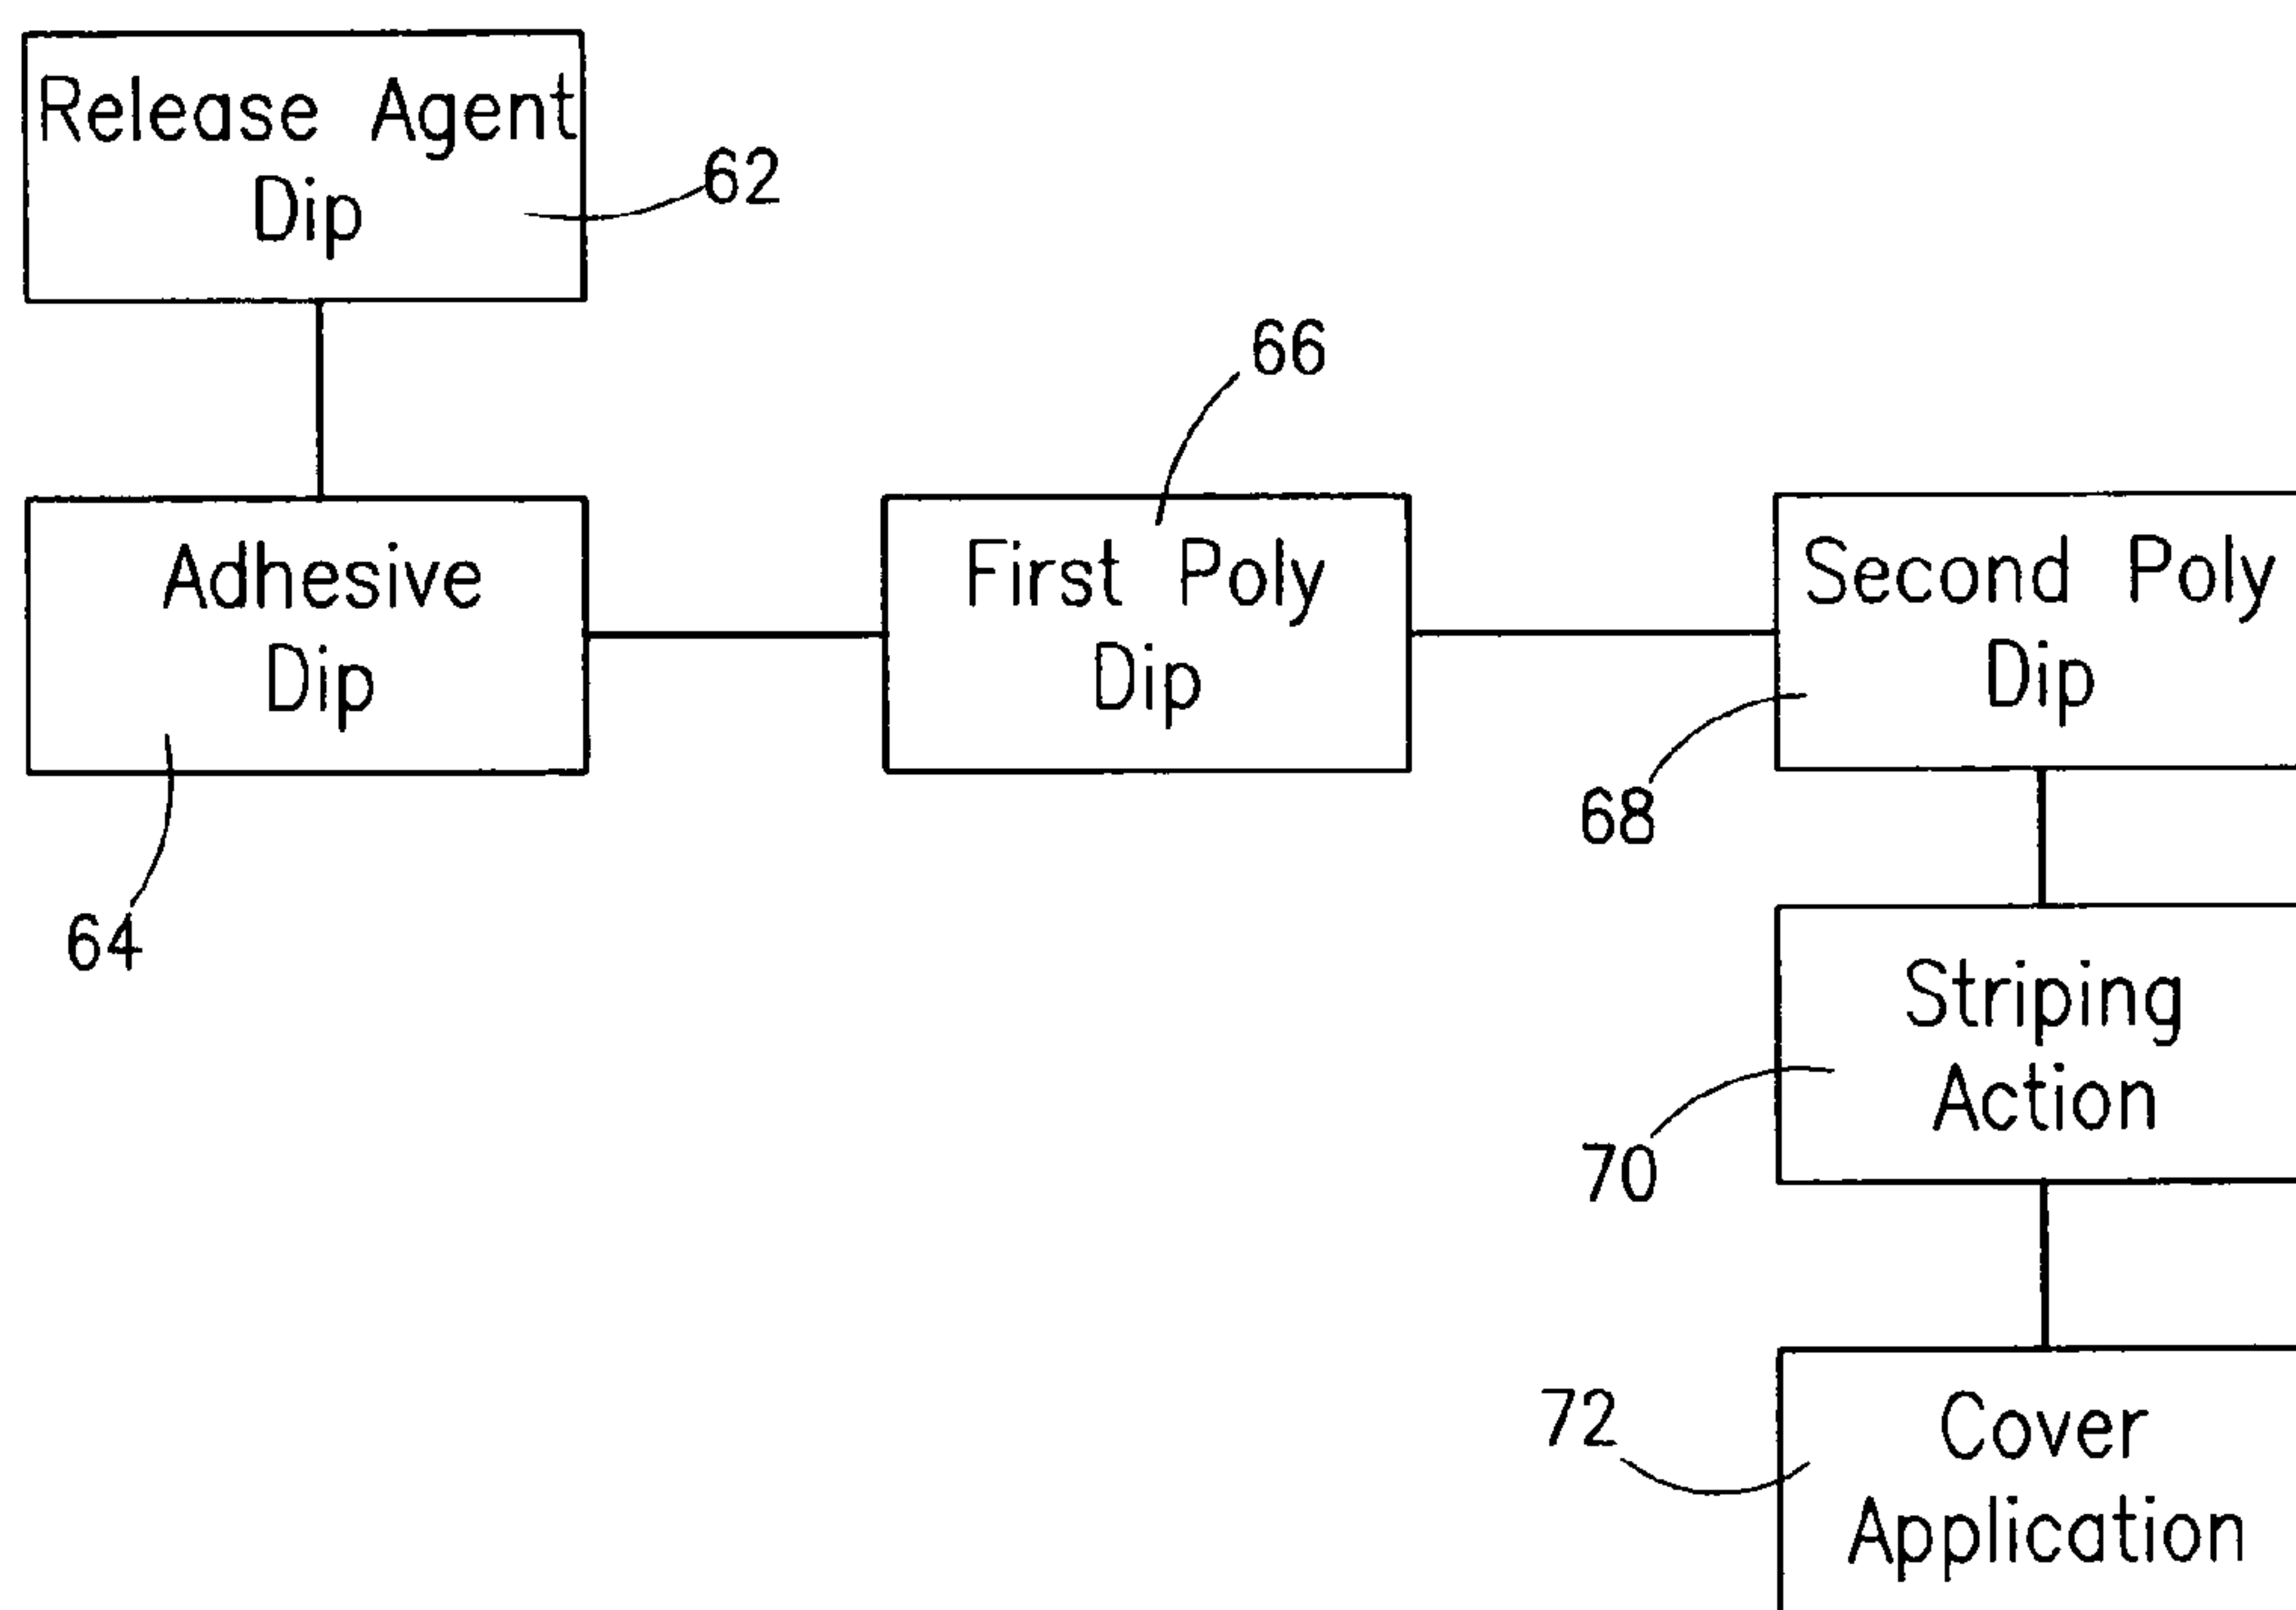 Release Agent
Dip
62
66
Adhesive
Dip
First Poly
Dip
Second Poly
Dip
68
64
Striping
Action
70
72
Cover
Application